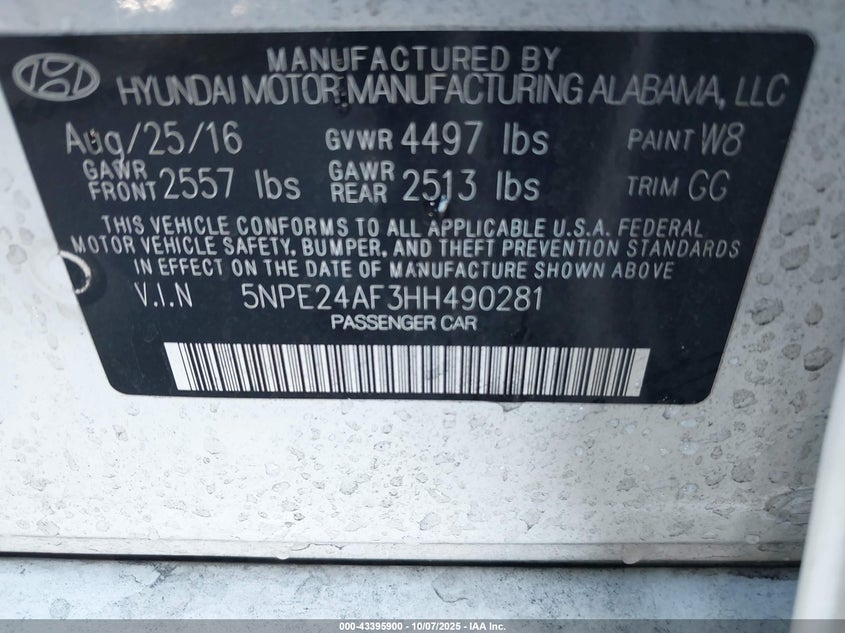 MANUFACTURED BY
HYUNDAI MOTOR MANUFACTURING ALABAMA, LLC
Aug/25/16 GVWR 4497 lbs PAINT W8
GAWR FRONT 2557 lbs GAWR REAR 2513 lbs TRIM GG
THIS VEHICLE CONFORMS TO ALL APPLICABLE U.S.A. FEDERAL
MOTOR VEHICLE SAFETY, BUMPER, AND THEFT PREVENTION STANDARDS
IN EFFECT ON THE DATE OF MANUFACTURE SHOWN ABOVE
V.I.N 5NPE24AF3HH490281
PASSENGER CAR
000-43395900 - 10/07/2025 - IAA Inc.